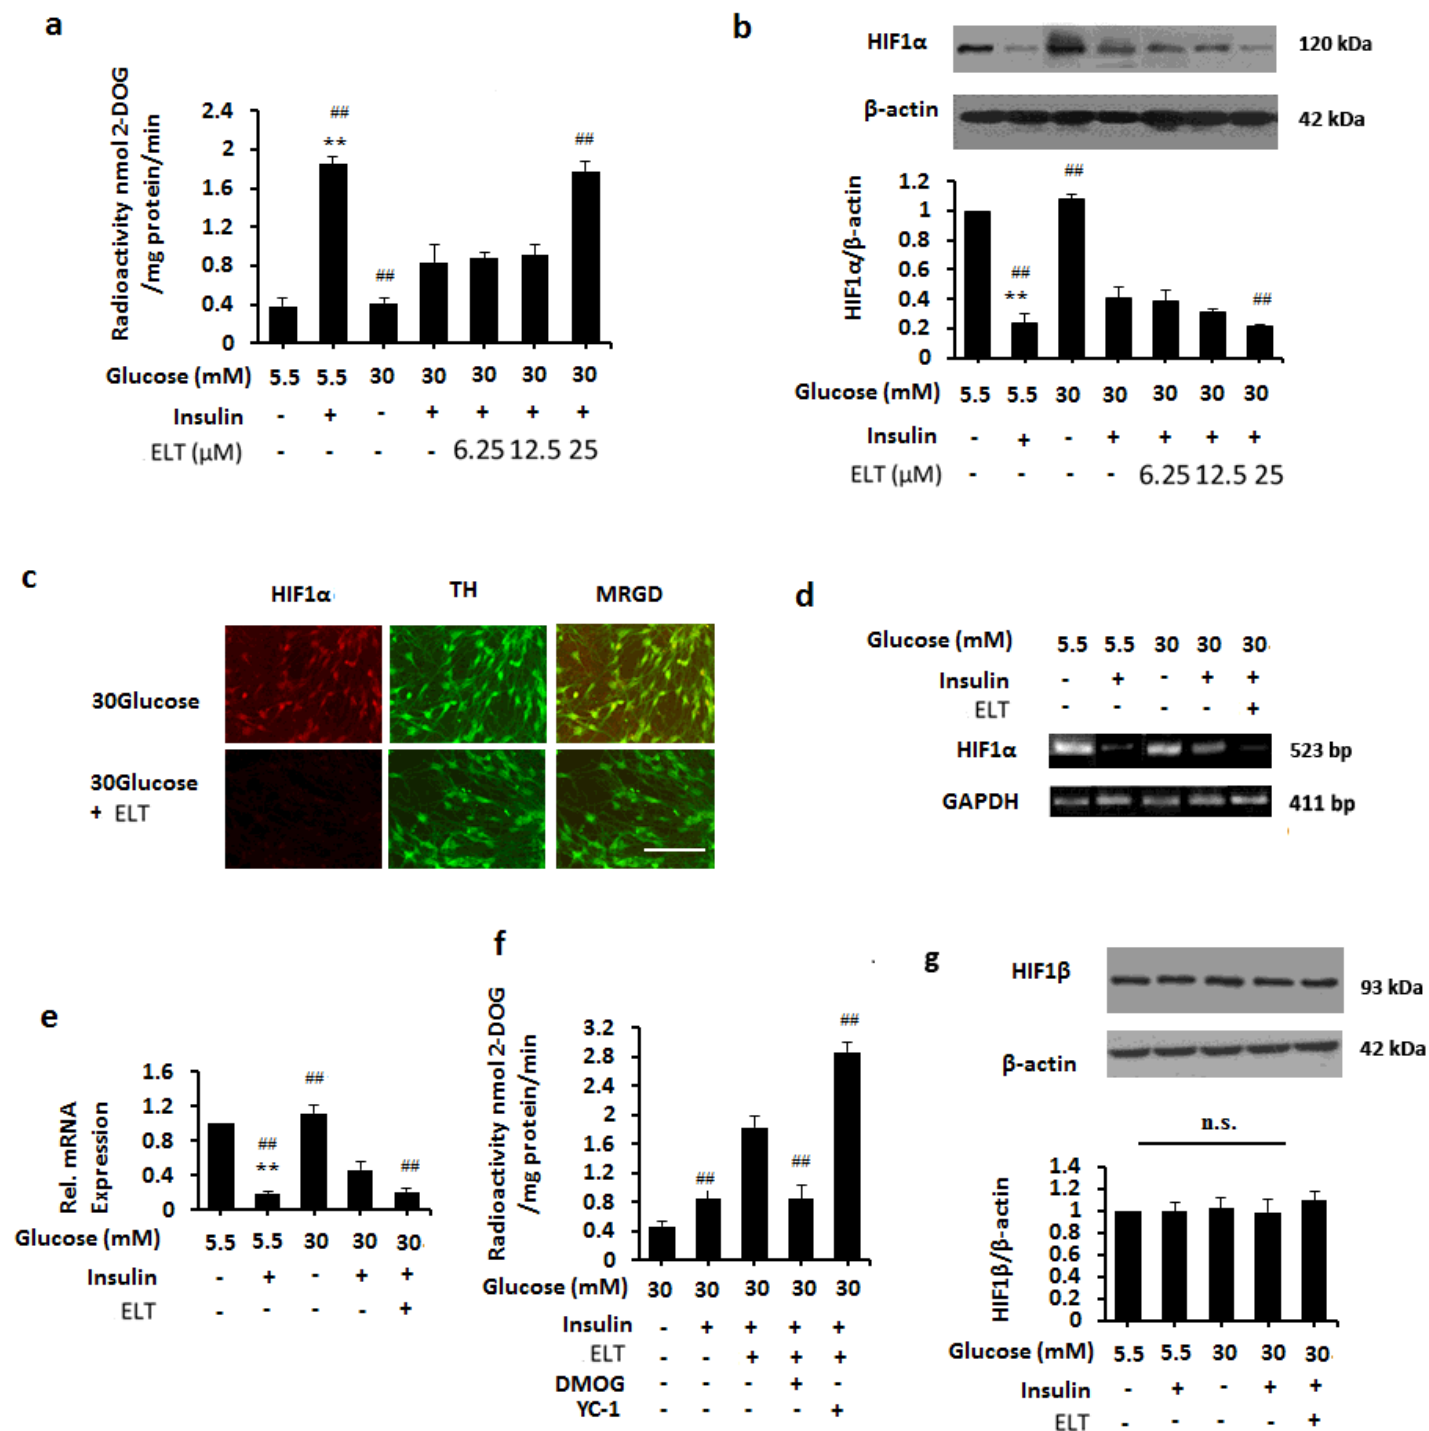 a
Radioactivity nmol 2-DOG
/mg protein/min
2.4
2
1.6
1.2
0.8
0.4
0
##
**
##
##
Glucose (mM) 5.5 5.5 30 30 30 30 30
Insulin - + - + + + +
ELT (μM) - - - - 6.25 12.5 25
b
HIF1α 120 kDa
β-actin 42 kDa
HIF1α/β-actin
1.2
1
0.8
0.6
0.4
0.2
0
##
**
##
##
Glucose (mM) 5.5 5.5 30 30 30 30 30
Insulin - + - + + + +
ELT (μM) - - - - 6.25 12.5 25
c
HIF1α TH MRGD
30Glucose
30Glucose
+ ELT
d
Glucose (mM) 5.5 5.5 30 30 30
Insulin - + - + +
ELT - - - - +
HIF1α 523 bp
GAPDH 411 bp
e
Rel. mRNA
Expression
1.6
1.2
0.8
0.4
0
##
**
##
##
Glucose (mM) 5.5 5.5 30 30 30
Insulin - + - + +
ELT - - - - +
f
Radioactivity nmol 2-DOG
/mg protein/min
3.2
2.8
2.4
2
1.6
1.2
0.8
0.4
0
##
##
##
Glucose (mM) 30 30 30 30 30
Insulin - + + + +
ELT - - + + +
DMOG - - - + -
YC-1 - - - - +
g
HIF1β 93 kDa
β-actin 42 kDa
n.s.
HIF1β/β-actin
1.4
1.2
1
0.8
0.6
0.4
0.2
0
Glucose (mM) 5.5 5.5 30 30 30
Insulin - + - + +
ELT - - - - +